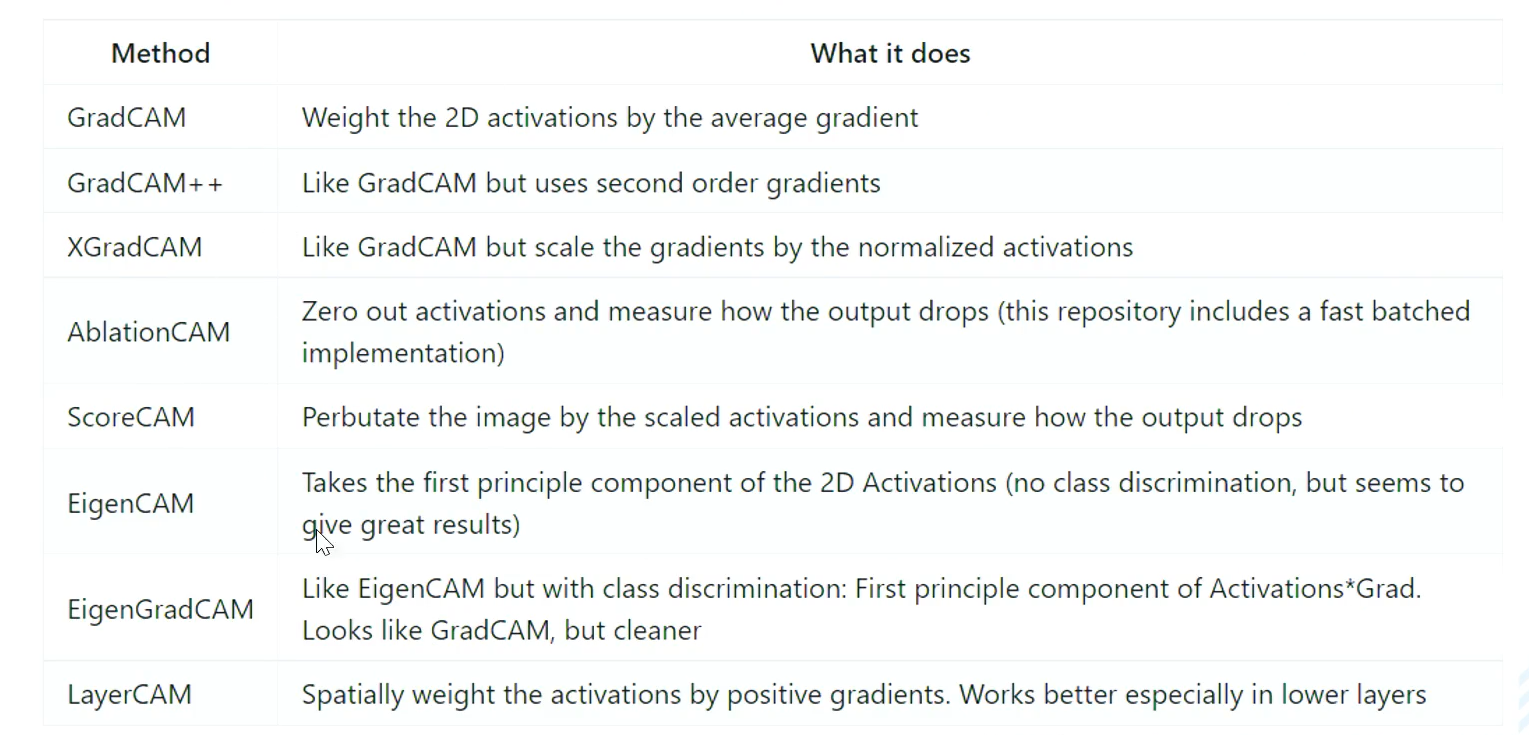 Method What it does
GradCAM Weight the 2D activations by the average gradient
GradCAM++ Like GradCAM but uses second order gradients
XGradCAM Like GradCAM but scale the gradients by the normalized activations
AblationCAM Zero out activations and measure how the output drops (this repository includes a fast batched
implementation)
ScoreCAM Perbutate the image by the scaled activations and measure how the output drops
EigenCAM Takes the first principle component of the 2D Activations (no class discrimination, but seems to
give great results)
EigenGradCAM Like EigenCAM but with class discrimination: First principle component of Activations*Grad.
Looks like GradCAM, but cleaner
LayerCAM Spatially weight the activations by positive gradients. Works better especially in lower layers